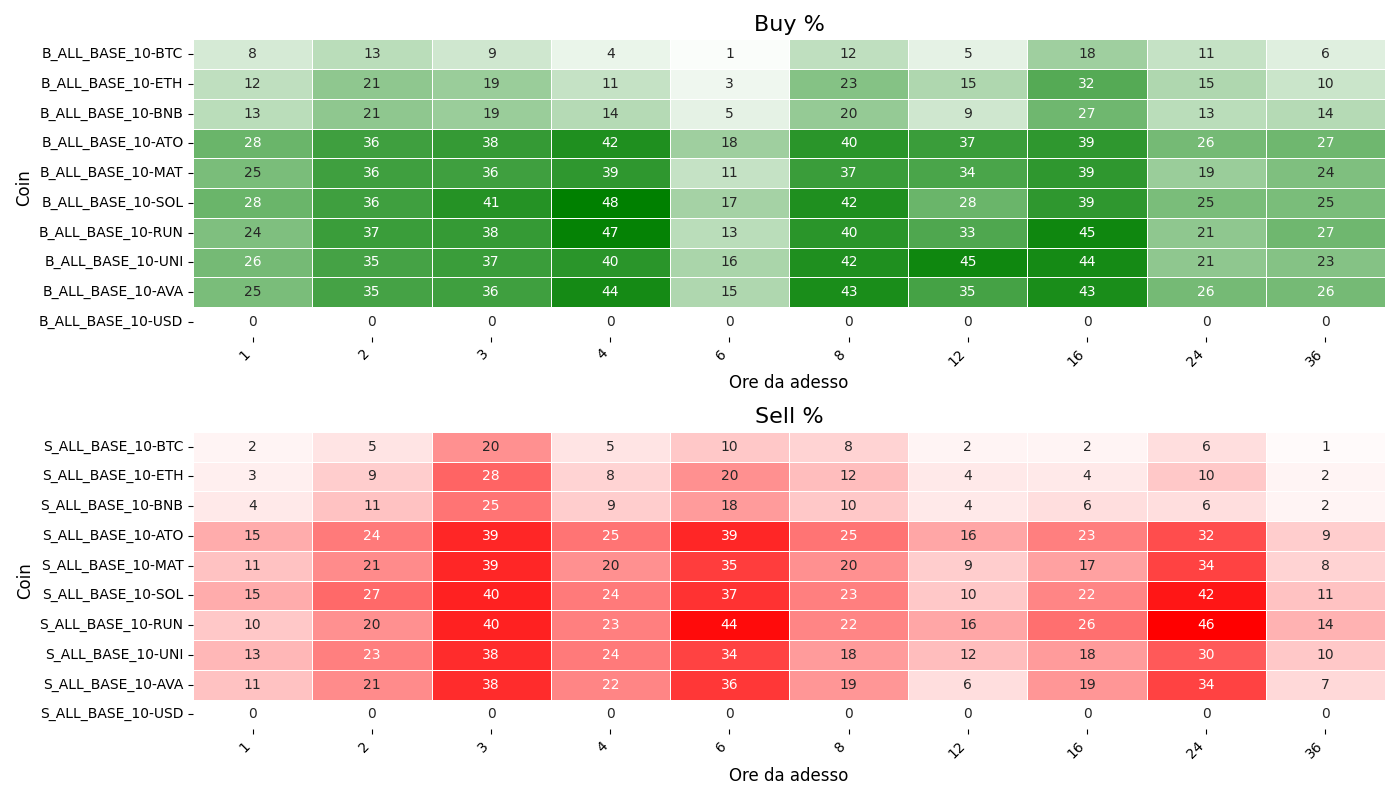 Buy %
Coin
B_ALL_BASE_10-BTC 8 13 9 4 1 12 5 18 11 6
B_ALL_BASE_10-ETH 12 21 19 11 3 23 15 32 15 10
B_ALL_BASE_10-BNB 13 21 19 14 5 20 9 27 13 14
B_ALL_BASE_10-ATO 28 36 38 42 18 40 37 39 26 27
B_ALL_BASE_10-MAT 25 36 36 39 11 37 34 39 19 24
B_ALL_BASE_10-SOL 28 36 41 48 17 42 28 39 25 25
B_ALL_BASE_10-RUN 24 37 38 47 13 40 33 45 21 27
B_ALL_BASE_10-UNI 26 35 37 40 16 42 45 44 21 23
B_ALL_BASE_10-AVA 25 35 36 44 15 43 35 43 26 26
B_ALL_BASE_10-USD 0 0 0 0 0 0 0 0 0 0
1 2 3 4 6 8 12 16 24 36
Ore da adesso
Sell %
Coin
S_ALL_BASE_10-BTC 2 5 20 5 10 8 2 2 6 1
S_ALL_BASE_10-ETH 3 9 28 8 20 12 4 4 10 2
S_ALL_BASE_10-BNB 4 11 25 9 18 10 4 6 6 2
S_ALL_BASE_10-ATO 15 24 39 25 39 25 16 23 32 9
S_ALL_BASE_10-MAT 11 21 39 20 35 20 9 17 34 8
S_ALL_BASE_10-SOL 15 27 40 24 37 23 10 22 42 11
S_ALL_BASE_10-RUN 10 20 40 23 44 22 16 26 46 14
S_ALL_BASE_10-UNI 13 23 38 24 34 18 12 18 30 10
S_ALL_BASE_10-AVA 11 21 38 22 36 19 6 19 34 7
S_ALL_BASE_10-USD 0 0 0 0 0 0 0 0 0 0
1 2 3 4 6 8 12 16 24 36
Ore da adesso